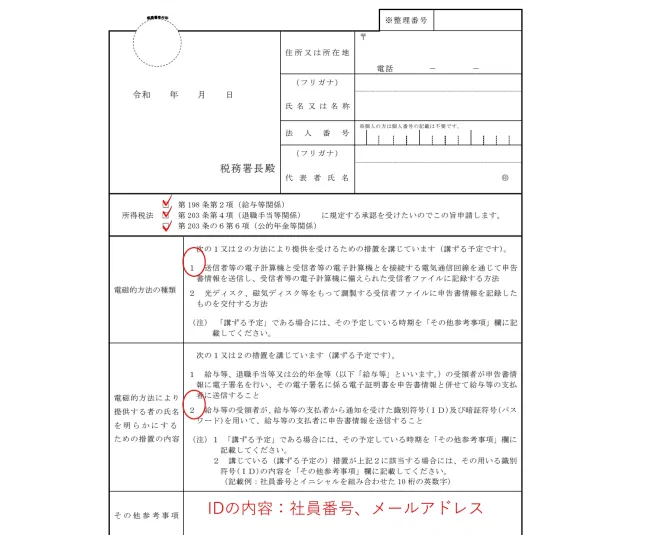 ※整理番号
住所又は所在地
〒
電話 － －
令和 年 月 日
(フリガナ)
氏名又は名称
法人番号
※個人の方は個人番号の記載は不要です。
税務署長殿
(フリガナ)
代表者氏名
㊞
所得税法
第198条第2項（給与等関係）
第203条第4項（退職手当等関係）
第203条の6第6項（公的年金等関係）
に規定する承認を受けたいのでこの旨申請します。
電磁的方法の種類
次の1又は2の方法により提供を受けるための措置を講じています（講ずる予定です）。
1 送信者等の電子計算機と受信者等の電子計算機とを接続する電気通信回線を通じて申告
書情報を送信し、受信者等の電子計算機に備えられた受信者ファイルに記録する方法
2 光ディスク、磁気ディスク等をもって調製する受信者ファイルに申告書情報を記録した
ものを交付する方法
（注）「講ずる予定」である場合には、その予定している時期を「その他参考事項」欄に記
載してください。
電磁的方法により
提供する者の氏名
を明らかにする
ための措置の内容
次の1又は2の措置を講じています（講ずる予定です）。
1 給与等、退職手当等又は公的年金等（以下「給与等」といいます。）の受領者が申告書情
報に電子署名を行い、その電子署名に係る電子証明書を申告書情報と併せて給与等の支払
者に送信すること
2 給与等の受領者が、給与等の支払者から通知を受けた識別符号（ID）及び暗証符号（パス
ワード）を用いて、給与等の支払者に申告書情報を送信すること
（注）1 「講ずる予定」である場合には、その予定している時期を「その他参考事項」欄に
記載してください。
2 講じている（講ずる予定の）措置が上記2に該当する場合には、その用いる識別
符号（ID）の内容を「その他参考事項」欄に記載してください。
（記載例：社員番号とイニシャルを組み合わせた10桁の英数字）
その他参考事項
IDの内容：社員番号、メールアドレス